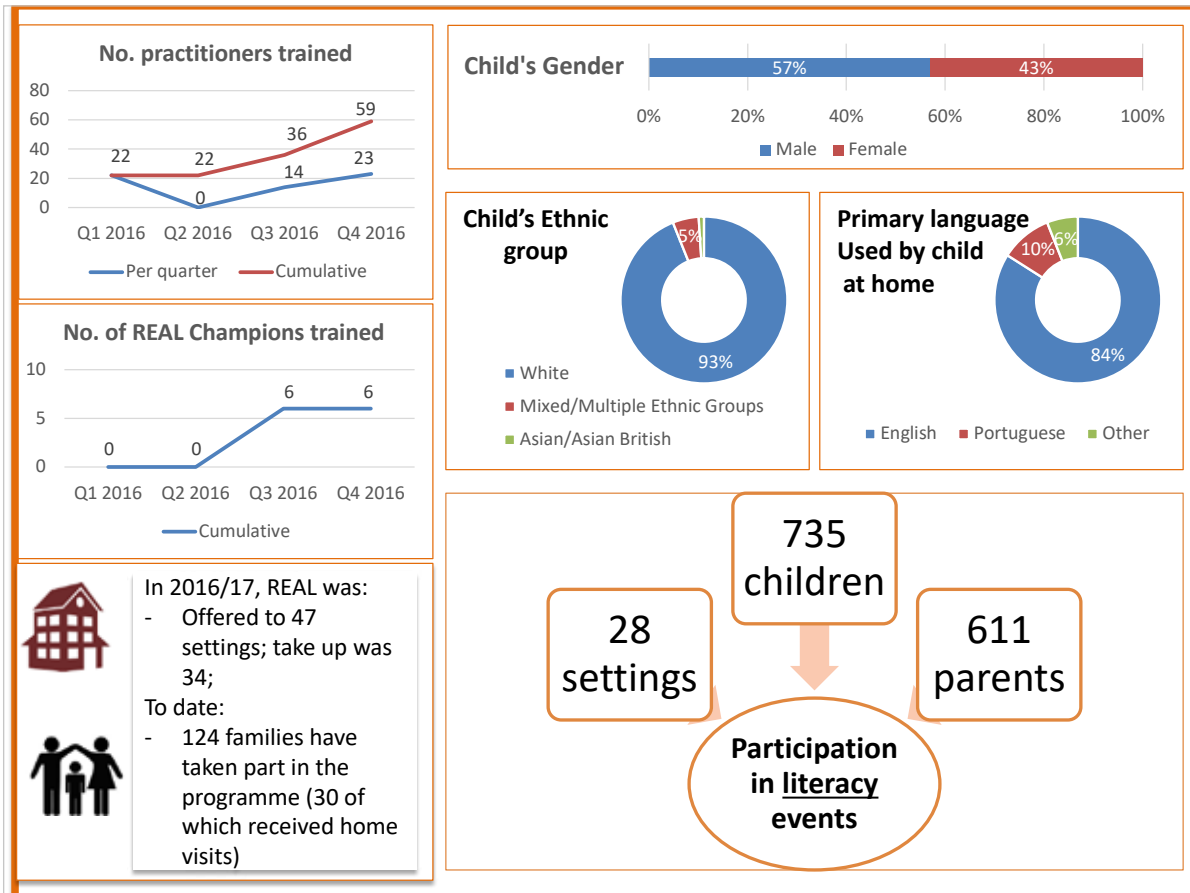 No. practitioners trained
80
60
40
20
0
22
22
36
59
0
14
23
Q1 2016
Q2 2016
Q3 2016
Q4 2016
Per quarter
Cumulative
No. of REAL Champions trained
10
5
0
0
0
6
6
Q1 2016
Q2 2016
Q3 2016
Q4 2016
Cumulative
In 2016/17, REAL was:
- Offered to 47
settings; take up was
34;
To date:
- 124 families have
taken part in the
programme (30 of
which received home
visits)
Child's Gender
57%
43%
0%
20%
40%
60%
80%
100%
Male
Female
Child’s Ethnic
group
5%
93%
White
Mixed/Multiple Ethnic Groups
Asian/Asian British
Primary language
Used by child
at home
10%
6%
84%
English
Portuguese
Other
735
children
28
settings
611
parents
Participation
in literacy
events